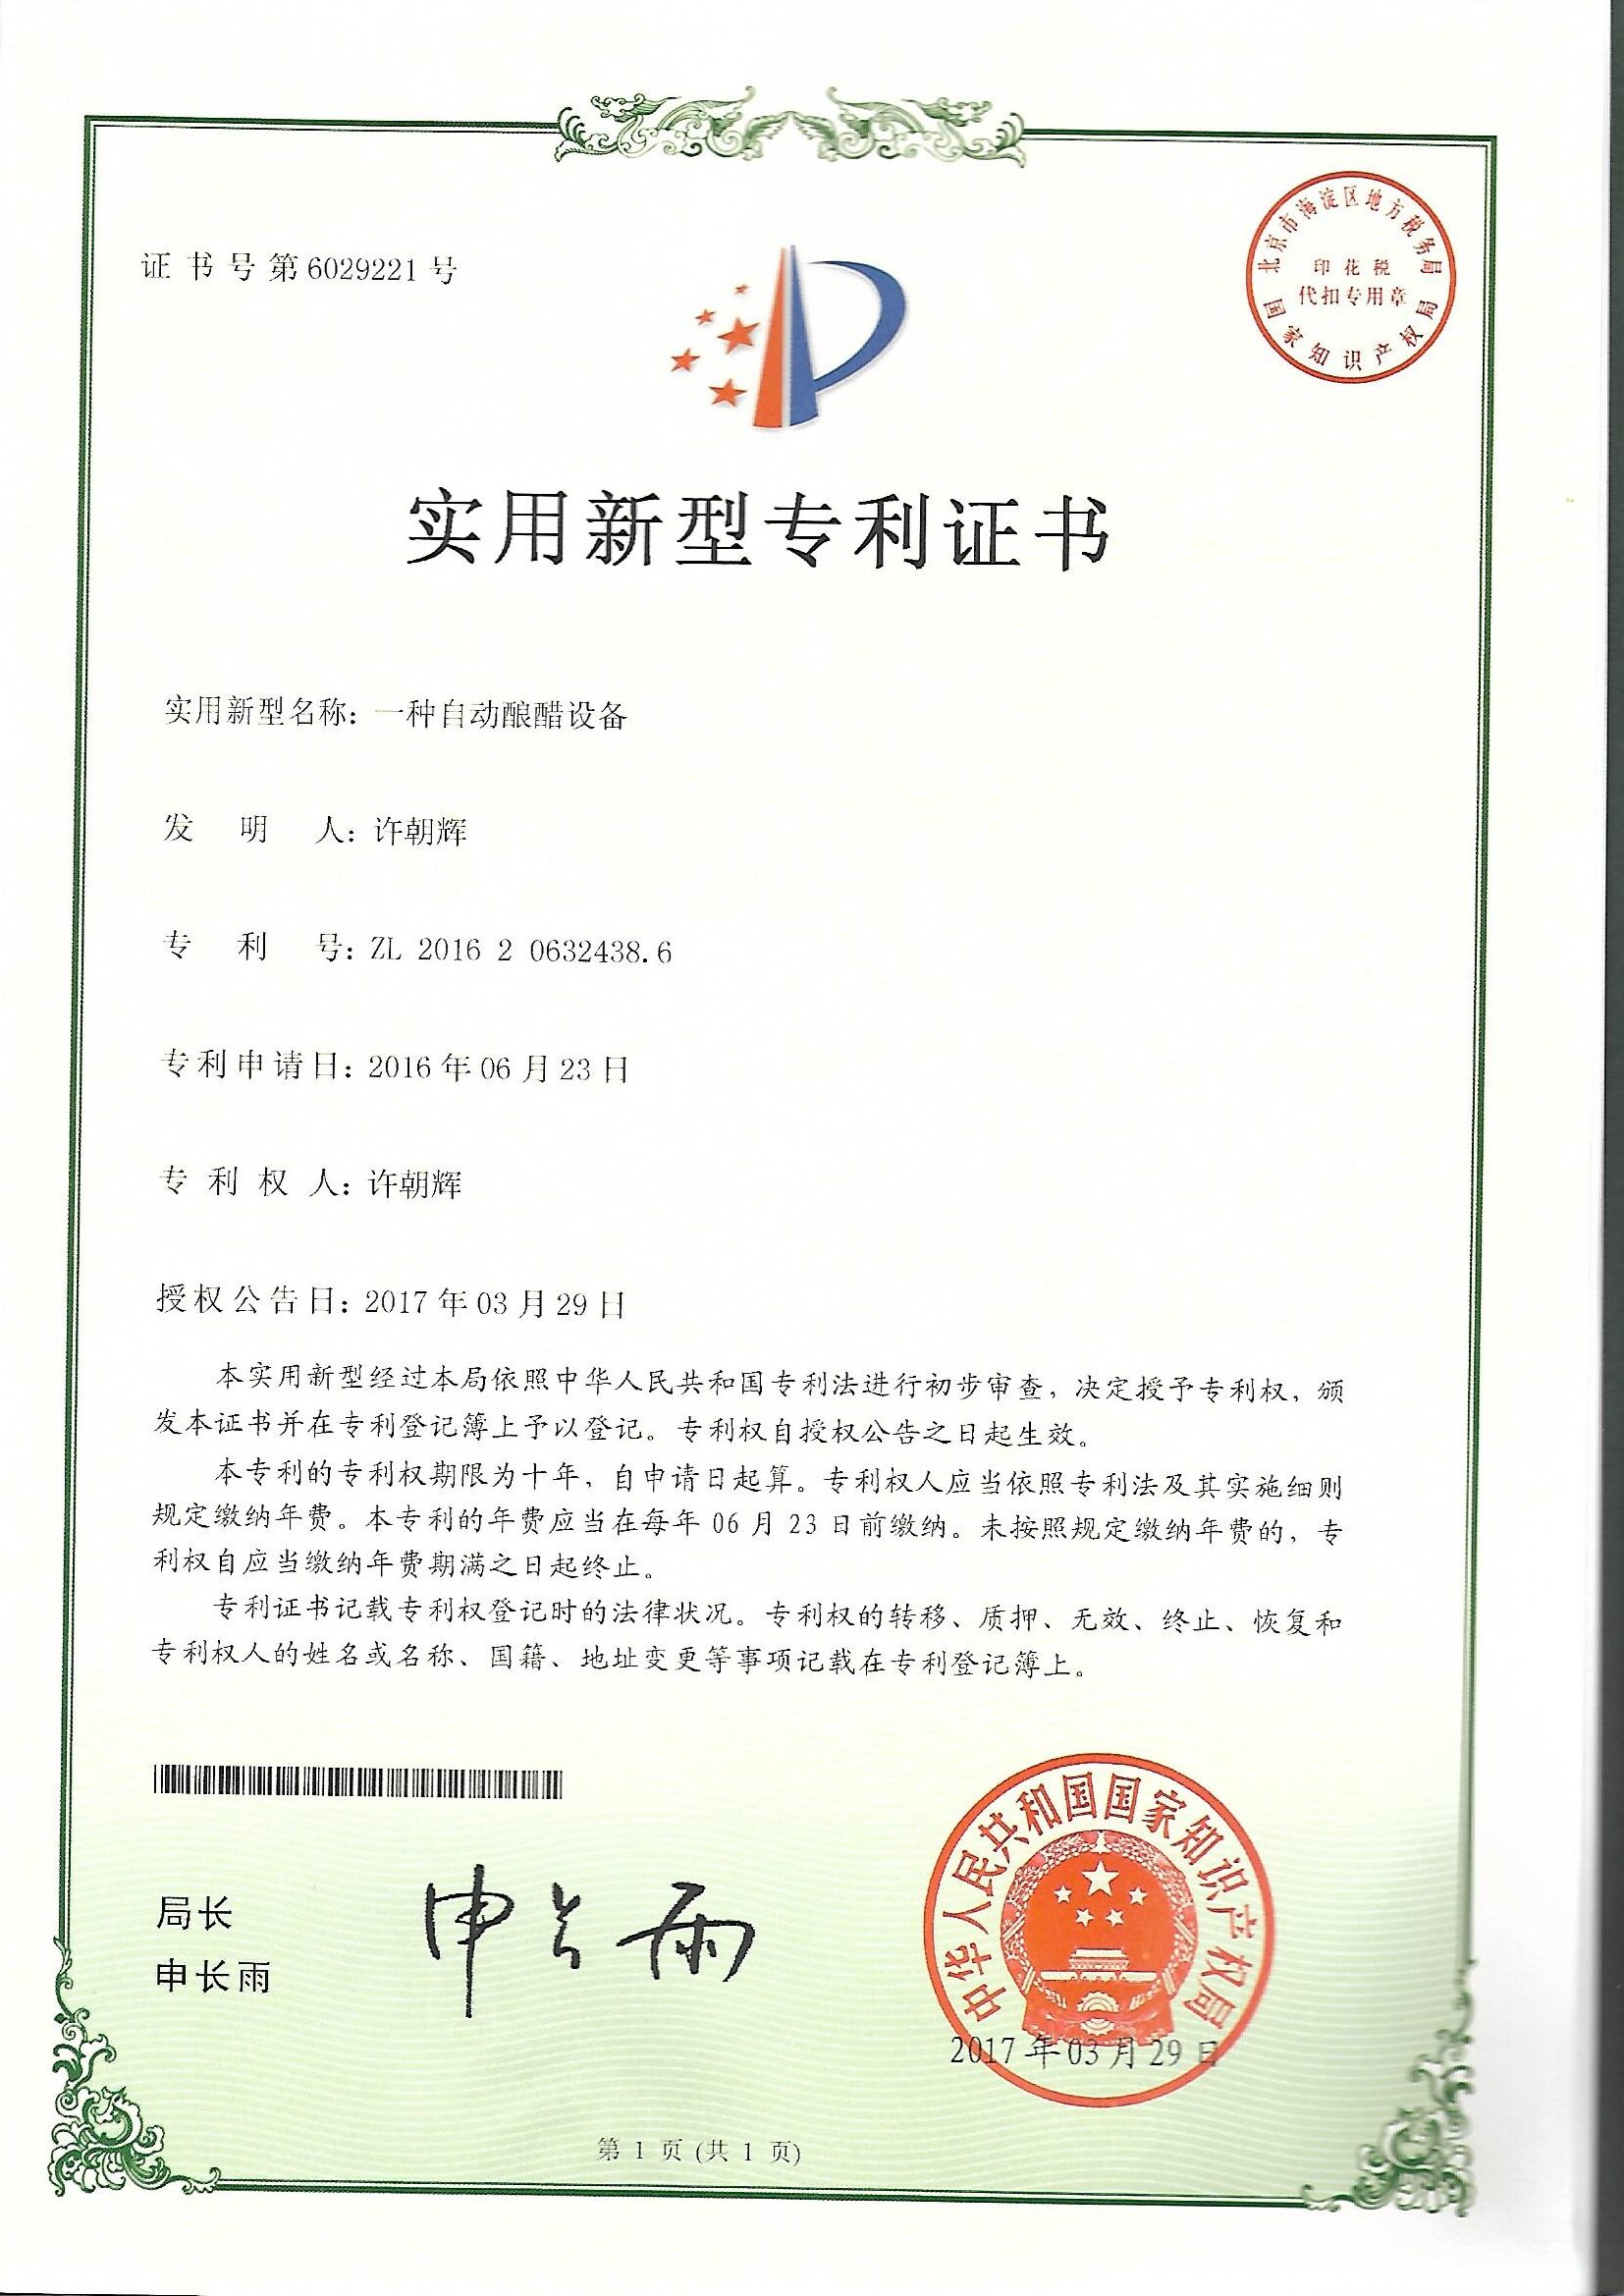 证书号第6029221号
北京市海淀区地方税务局
印花税
代扣专用章
国家知识产权局
实用新型专利证书
实用新型名称：一种自动酿醋设备
发明人：许朝辉
专利号：ZL 2016 2 0632438.6
专利申请日：2016年06月23日
专利权人：许朝辉
授权公告日：2017年03月29日
本实用新型经过本局依照中华人民共和国专利法进行初步审查，决定授予专利权，颁
发本证书并在专利登记簿上予以登记。专利权自授权公告之日起生效。
本专利的专利权期限为十年，自申请日起算。专利权人应当依照专利法及其实施细则
规定缴纳年费。本专利的年费应当在每年06月23日前缴纳。未按照规定缴纳年费的，专
利权自应当缴纳年费期满之日起终止。
专利证书记载专利权登记时的法律状况。专利权的转移、质押、无效、终止、恢复和
专利权人的姓名或名称、国籍、地址变更等事项记载在专利登记簿上。
局长
申长雨
申长雨
中华人民共和国国家知识产权局
2017年03月29日
第1页(共1页)